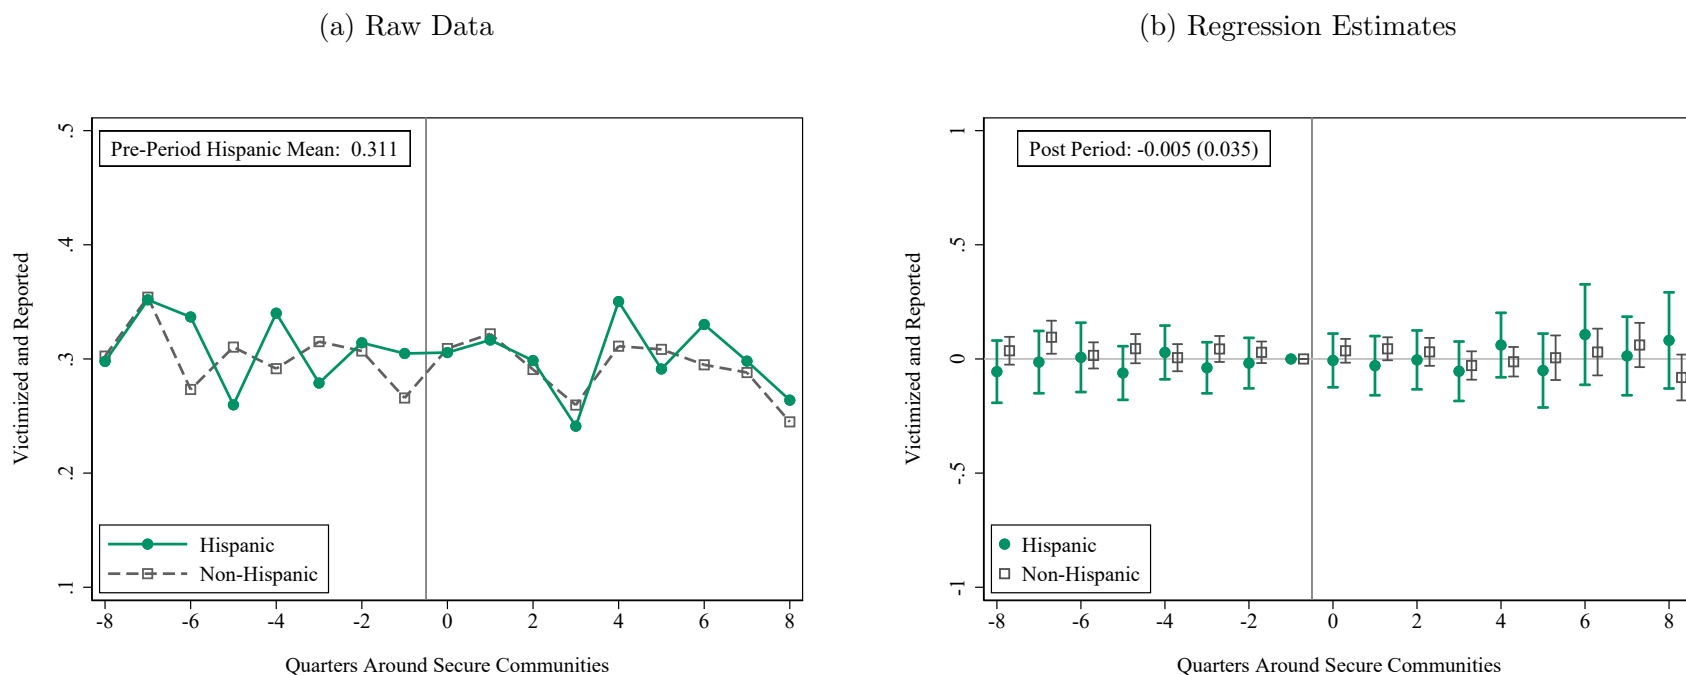 (a) Raw Data
Victimized and Reported
.5
.4
.3
.2
.1
Pre-Period Hispanic Mean:  0.311
Hispanic
Non-Hispanic
-8 -6 -4 -2 0 2 4 6 8
Quarters Around Secure Communities
(b) Regression Estimates
Victimized and Reported
1
.5
0
-.5
-1
Post Period: -0.005 (0.035)
Hispanic
Non-Hispanic
-8 -6 -4 -2 0 2 4 6 8
Quarters Around Secure Communities